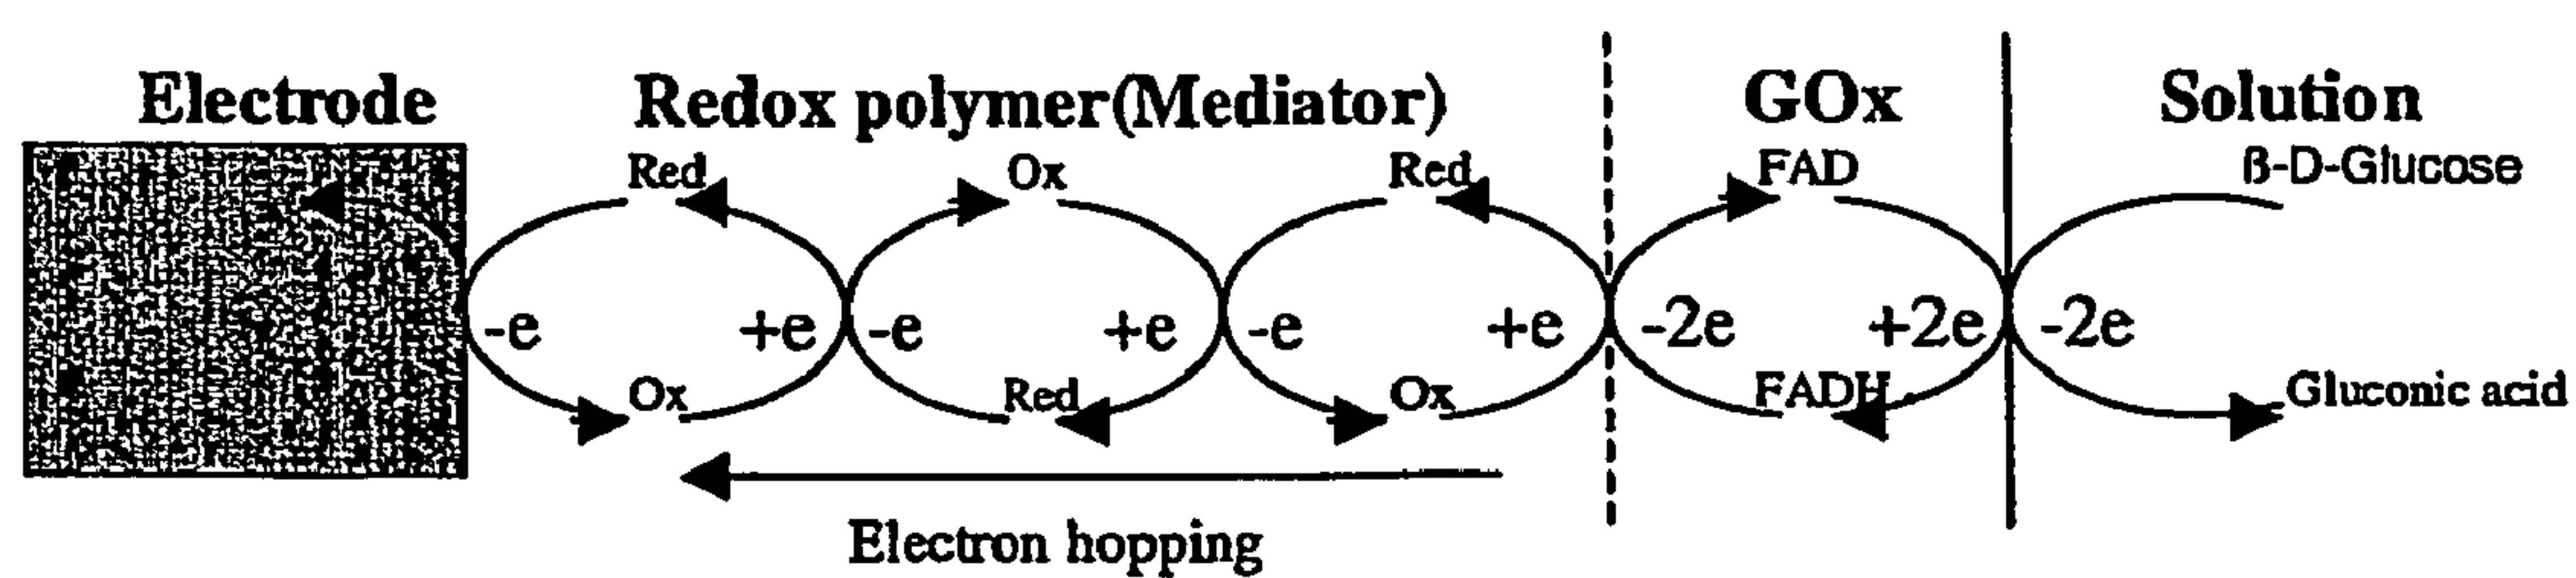 Electrode Redox polymer(Mediator) GOx Solution
Red Ox Red FAD β-D-Glucose
-e +e -e +e -e +e -2e +2e -2e
Ox Red Ox FADH Gluconic acid
Electron hopping